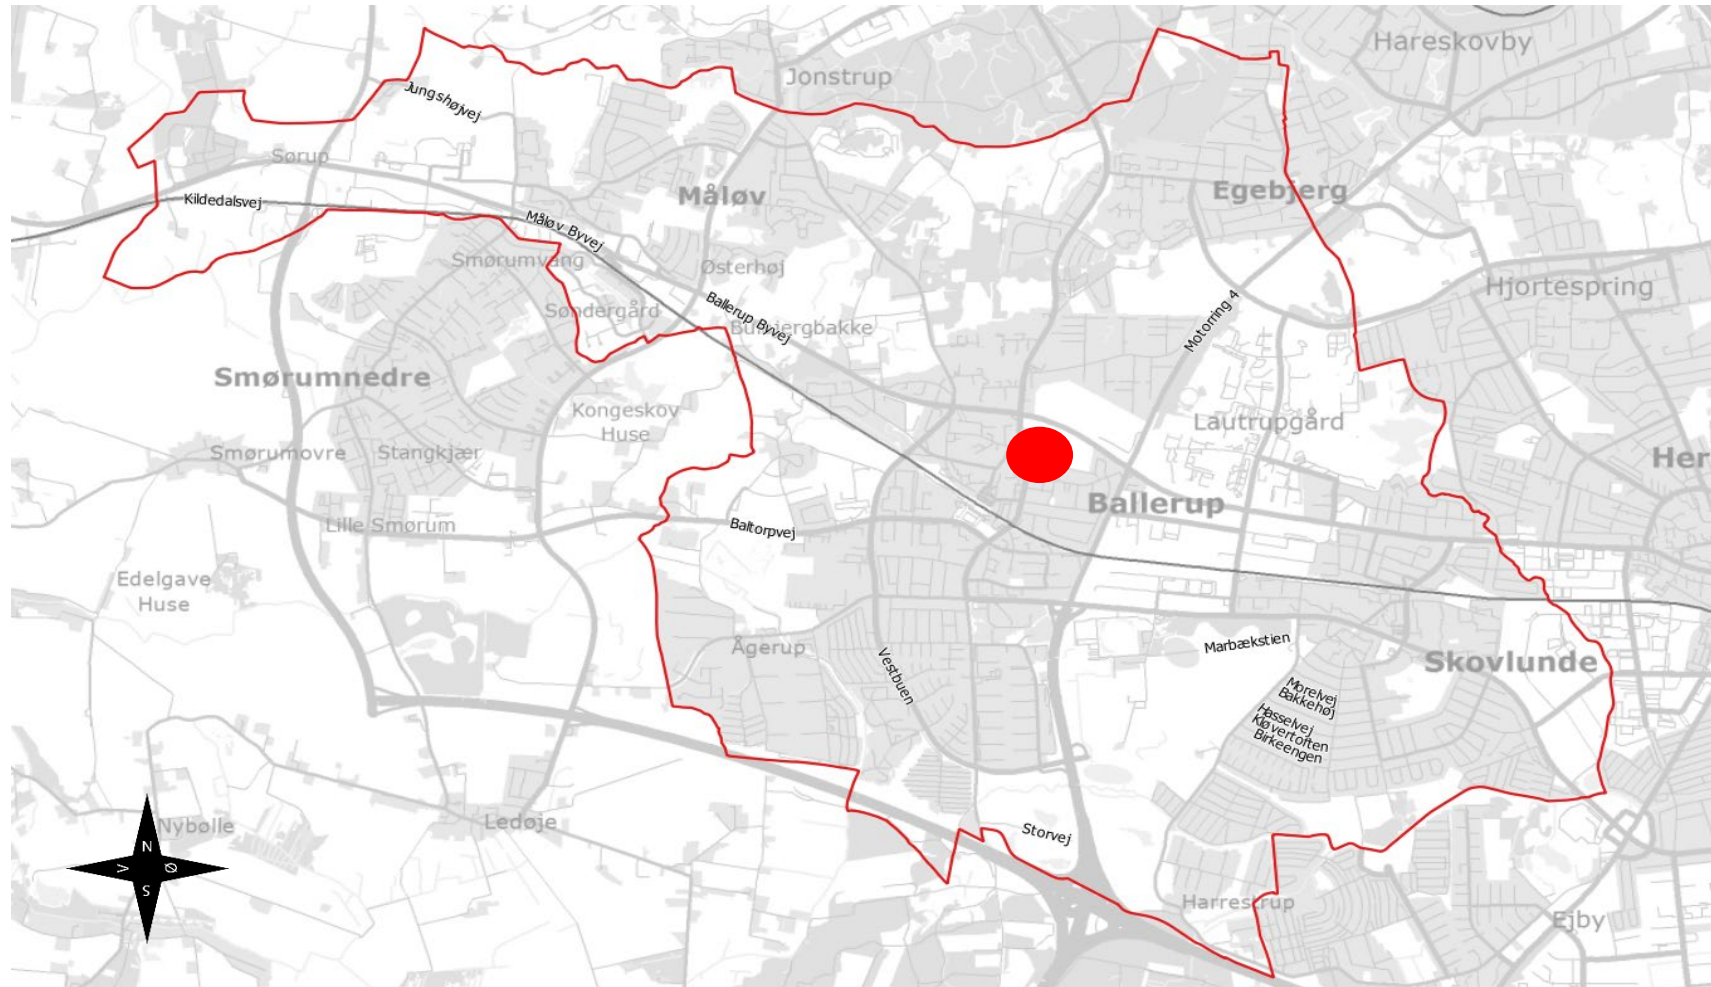 Hareskovby
Jonstrup
Jungshøjvej
Sørup
Måløv
Egebjerg
Kildedalsvej
Måløv Byvej
Smørumvang
Østerhøj
Hjortespring
Søndergård
Ballerup Byvej
Bunbjergbakke
Motorring 4
Smørumnedre
Kongeskov
Huse
Lautrupgård
Smørumovre
Stangkjær
Her
Ballerup
Lille Smørum
Baltorpvej
Edelgave
Huse
Ågerup
Marbækstien
Vestbuen
Skovlunde
Morelvej
Bakkehøj
Hasselvej
Kløvertoften
Birkeengen
Nybølle
Ledøje
Storvej
Harrestrup
Ejby
N
V
Ø
S